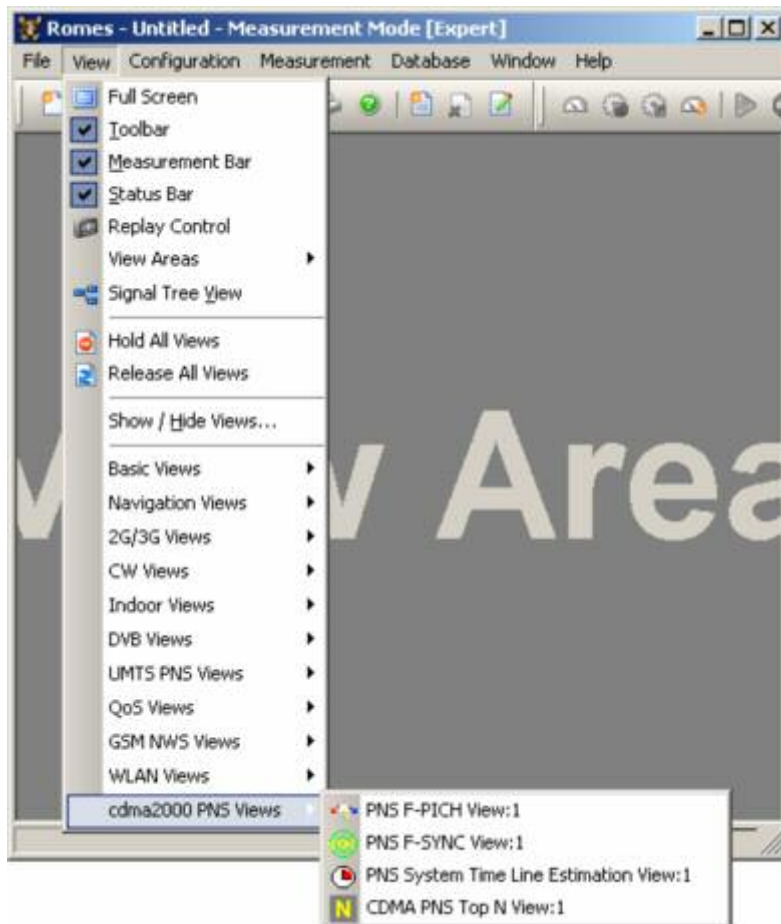 Romes - Untitled - Measurement Mode [Expert]
File View Configuration Measurement Database Window Help
Full Screen
Toolbar
Measurement Bar
Status Bar
Replay Control
View Areas
Signal Tree View
Hold All Views
Release All Views
Show / Hide Views...
Area
Basic Views
Navigation Views
2G/3G Views
CW Views
Indoor Views
DVB Views
UMTS PNS Views
QoS Views
GSM NWS Views
WLAN Views
cdma2000 PNS Views
PNS F-PICH View:1
PNS F-SYNC View:1
PNS System Time Line Estimation View:1
N CDMA PNS Top N View:1